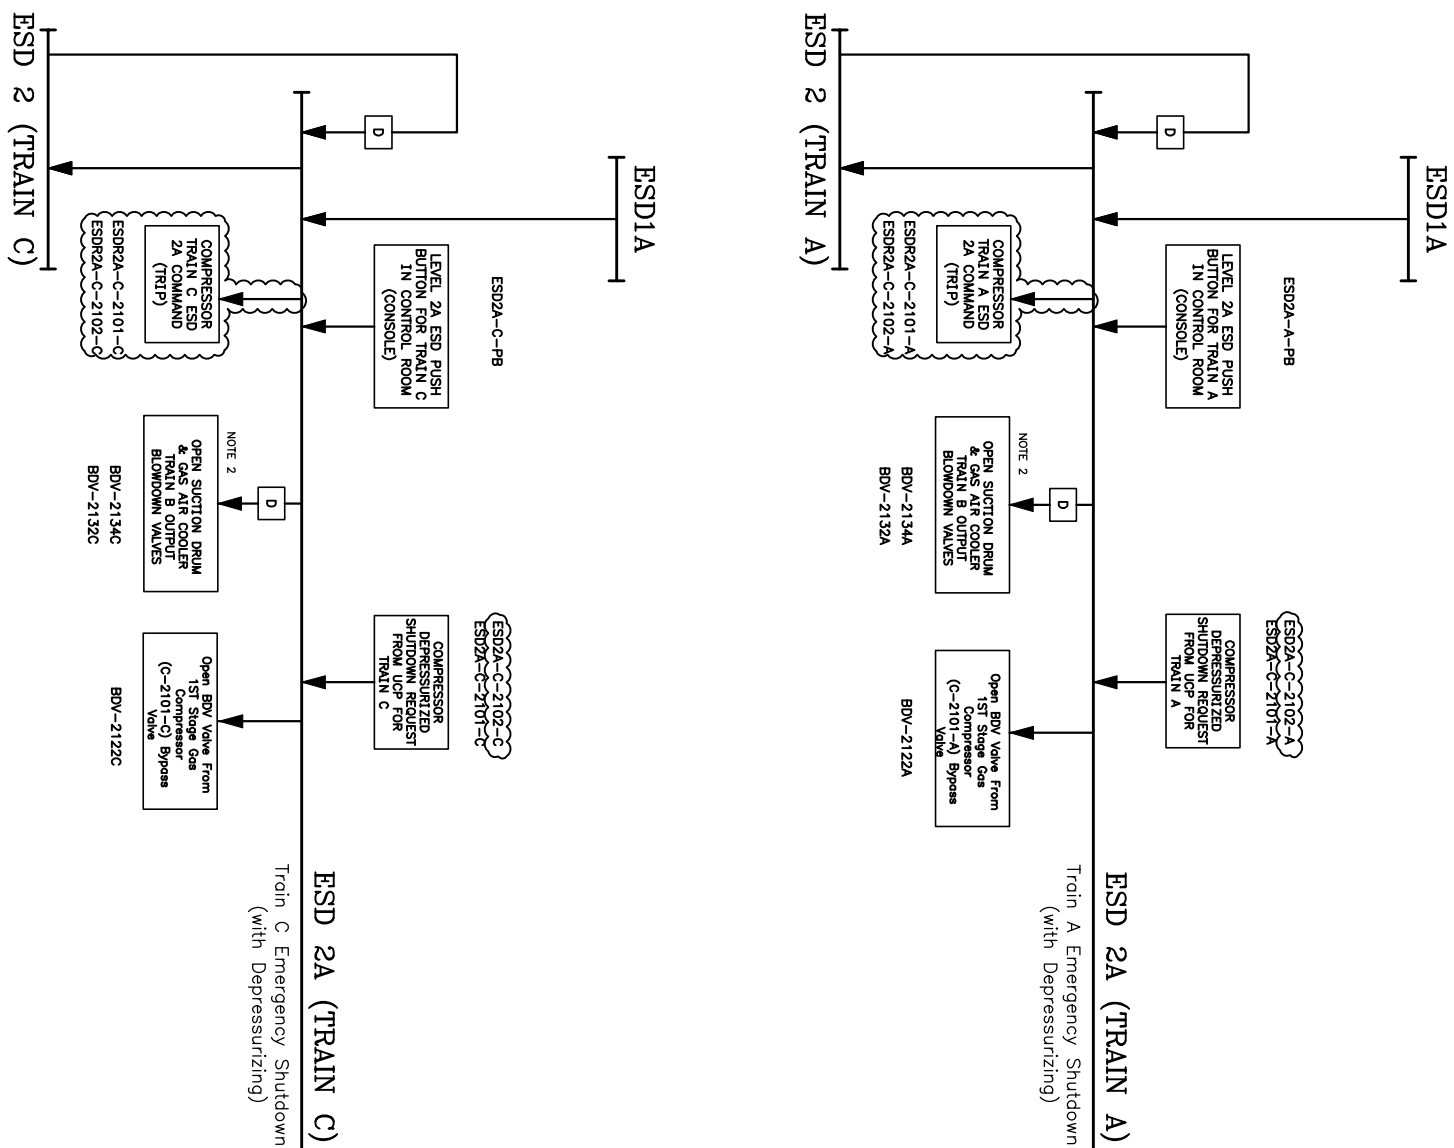 ESD1A
ESD2A-A-PB
LEVEL 2A ESD PUSH
BUTTON FOR TRAIN A
IN CONTROL ROOM
(CONSOLE)
ESD2A-C-2102-A
ESD2A-C-2101-A
COMPRESSOR
DEPRESSURIZED
SHUTDOWN REQUEST
FROM UCP FOR
TRAIN A
D
ESD 2A (TRAIN A)
Train A Emergency Shutdown
(with Depressurizing)
NOTE 2
D
COMPRESSOR
TRAIN A ESD
2A COMMAND
(TRIP)
ESDR2A-C-2101-A
ESDR2A-C-2102-A
OPEN SUCTION DRUM
& GAS AIR COOLER
TRAIN B OUTPUT
BLOWDOWN VALVES
BDV-2134A
BDV-2132A
Open BDV Valve From
1ST Stage Gas
Compressor
(C-2101-A) Bypass
Valve
BDV-2122A
ESD 2 (TRAIN A)
ESD1A
ESD2A-C-PB
LEVEL 2A ESD PUSH
BUTTON FOR TRAIN C
IN CONTROL ROOM
(CONSOLE)
ESD2A-C-2102-C
ESD2A-C-2101-C
COMPRESSOR
DEPRESSURIZED
SHUTDOWN REQUEST
FROM UCP FOR
TRAIN C
D
ESD 2A (TRAIN C)
Train C Emergency Shutdown
(with Depressurizing)
NOTE 2
D
COMPRESSOR
TRAIN C ESD
2A COMMAND
(TRIP)
ESDR2A-C-2101-C
ESDR2A-C-2102-C
OPEN SUCTION DRUM
& GAS AIR COOLER
TRAIN B OUTPUT
BLOWDOWN VALVES
BDV-2134C
BDV-2132C
Open BDV Valve From
1ST Stage Gas
Compressor
(C-2101-C) Bypass
Valve
BDV-2122C
ESD 2 (TRAIN C)